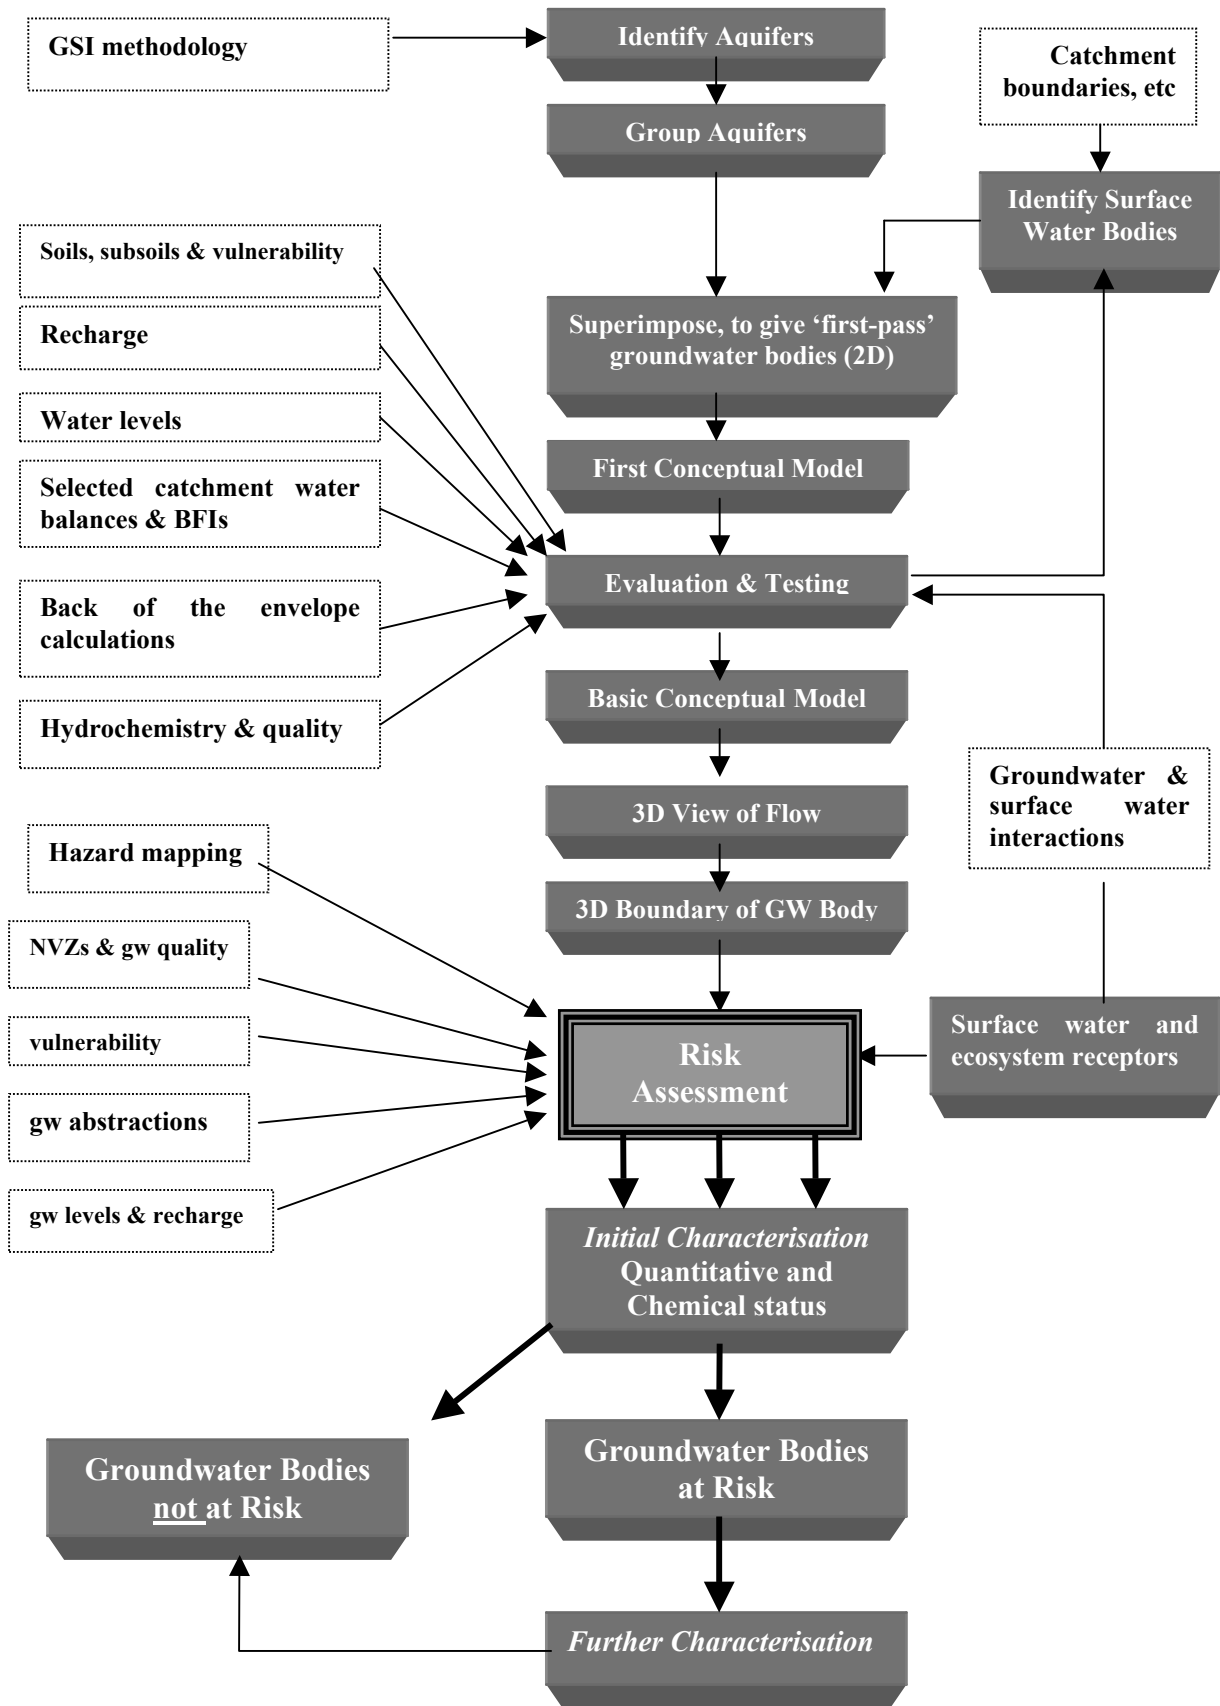 GSI methodology
Identify Aquifers
Catchment
boundaries, etc
Group Aquifers
Identify Surface
Water Bodies
Soils, subsoils & vulnerability
Recharge
Superimpose, to give ‘first-pass’
groundwater bodies (2D)
Water levels
First Conceptual Model
Selected catchment water
balances & BFIs
Evaluation & Testing
Back of the envelope
calculations
Basic Conceptual Model
Hydrochemistry & quality
Groundwater &
surface water
interactions
3D View of Flow
Hazard mapping
3D Boundary of GW Body
NVZs & gw quality
Surface water and
ecosystem receptors
vulnerability
Risk
Assessment
gw abstractions
gw levels & recharge
Initial Characterisation
Quantitative and
Chemical status
Groundwater Bodies
not at Risk
Groundwater Bodies
at Risk
Further Characterisation